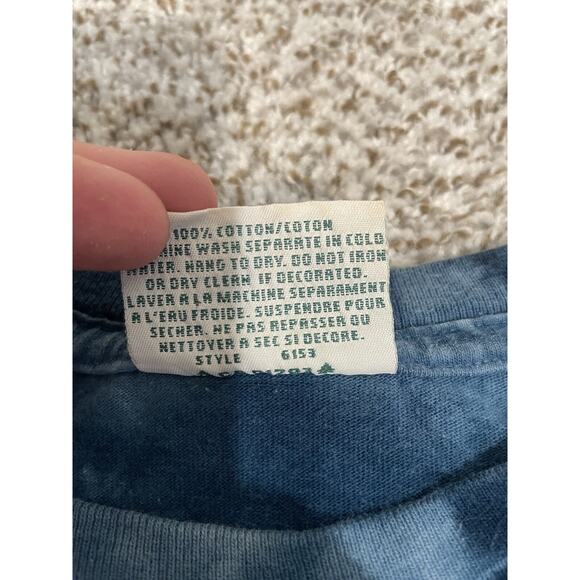 100% COTTON/COTON
WASH SEPARATE IN COLD
WATER. HANG TO DRY. DO NOT IRON
OR DRY CLEAN IF DECORATED.
LAVER A LA MACHINE SEPARAMENT
A L'EAU FROIDE. SUSPENDRE POUR
SECHER. NE PAS REPASSER OU
NETTOYER A SEC SI DECORE.
STYLE 6153